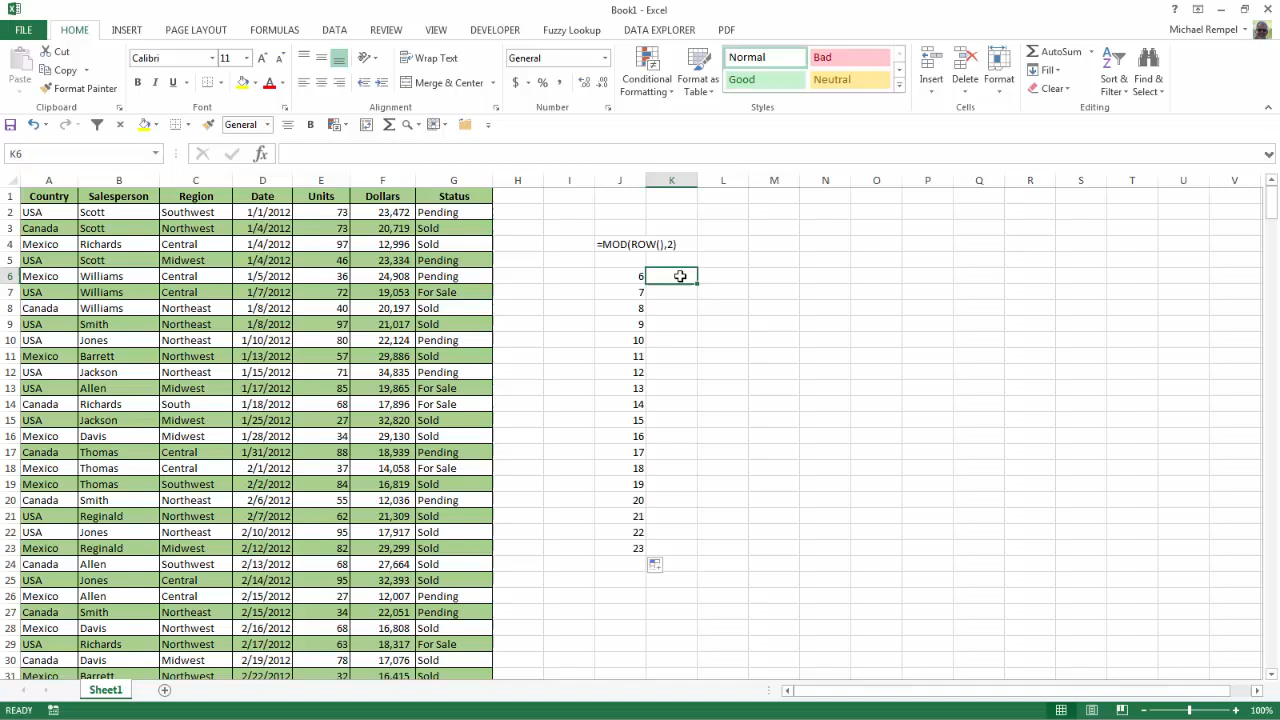 Book1 - Excel
FILE HOME INSERT PAGE LAYOUT FORMULAS DATA REVIEW VIEW DEVELOPER Fuzzy Lookup DATA EXPLORER PDF Michael Rempel
Paste Cut Copy Format Painter Clipboard
Calibri 11 Font
Wrap Text Merge & Center Alignment
General Number
Conditional Formatting Format as Table Normal Bad Good Neutral Styles
Insert Delete Format Cells
AutoSum Fill Clear Sort & Filter Find & Select Editing
General
K6
A B C D E F G H I J K L M N O P Q R S T U V
1 Country Salesperson Region Date Units Dollars Status
2 USA Scott Southwest 1/1/2012 73 23,472 Pending
3 Canada Scott Northwest 1/4/2012 73 20,719 Sold
4 Mexico Richards Central 1/4/2012 97 12,996 Sold =MOD(ROW(),2)
5 USA Scott Midwest 1/4/2012 46 23,334 Pending
6 Mexico Williams Central 1/5/2012 36 24,908 Pending 6
7 USA Williams Central 1/7/2012 72 19,053 For Sale 7
8 Canada Williams Northeast 1/8/2012 40 20,197 Sold 8
9 USA Smith Northeast 1/8/2012 97 21,017 Sold 9
10 USA Jones Northeast 1/10/2012 80 22,124 Pending 10
11 Mexico Barrett Northwest 1/13/2012 57 29,886 Sold 11
12 USA Jackson Northeast 1/15/2012 71 34,835 Pending 12
13 USA Allen Midwest 1/17/2012 85 19,865 For Sale 13
14 Canada Richards South 1/18/2012 68 17,896 For Sale 14
15 USA Jackson Midwest 1/25/2012 27 32,820 Sold 15
16 Mexico Davis Midwest 1/28/2012 34 29,130 Sold 16
17 Canada Thomas Central 1/31/2012 88 18,939 Pending 17
18 Mexico Thomas Central 2/1/2012 37 14,058 For Sale 18
19 Mexico Thomas Southwest 2/2/2012 84 16,819 Sold 19
20 Canada Smith Northeast 2/6/2012 55 12,036 Pending 20
21 USA Reginald Northwest 2/7/2012 62 21,309 Sold 21
22 USA Jones Northeast 2/10/2012 95 17,917 Sold 22
23 Mexico Reginald Midwest 2/12/2012 82 29,299 Sold 23
24 Canada Allen Southwest 2/13/2012 68 27,664 Sold
25 USA Jones Central 2/14/2012 95 32,393 Sold
26 Mexico Allen Central 2/15/2012 27 12,007 Pending
27 Canada Smith Northeast 2/15/2012 34 22,051 Pending
28 Mexico Davis Northwest 2/16/2012 68 16,808 Sold
29 USA Richards Northwest 2/17/2012 63 18,317 For Sale
30 Canada Davis Midwest 2/19/2012 78 17,076 Sold
31 Mexico Barrett Northwest 2/22/2012 32 16,415 Sold
Sheet1
READY 100%